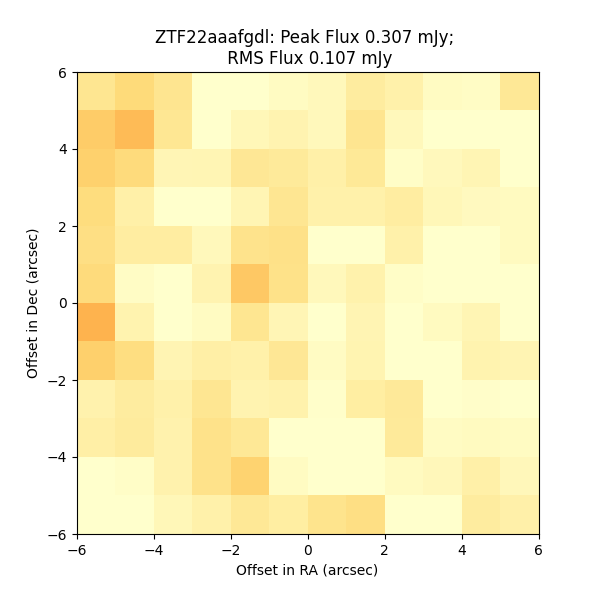 ZTF22aaafgdl: Peak Flux 0.307 mJy;
RMS Flux 0.107 mJy
6
4
2
0
−2
−4
−6
Offset in Dec (arcsec)
−6 −4 −2 0 2 4 6
Offset in RA (arcsec)